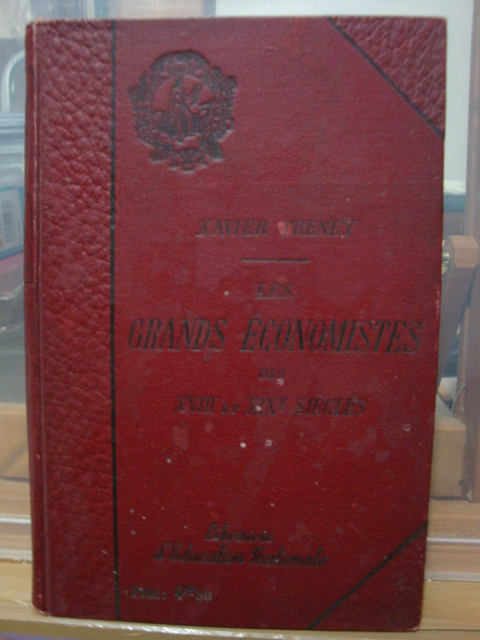 XAVIER TRENEY
LES
GRANDS ÉCONOMISTES
DES
XVIIIᵉ ET XIXᵉ SIÈCLES
Librairie
d'Éducation Nationale